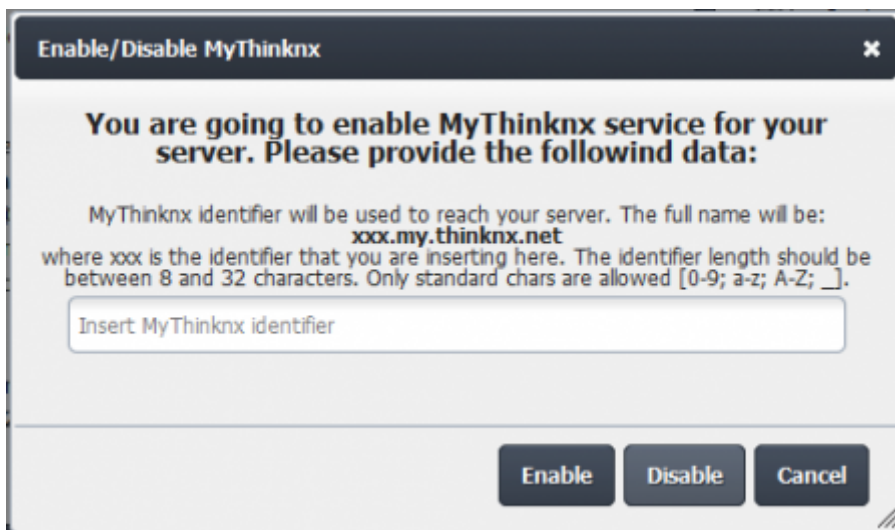 Enable/Disable MyThinknx
You are going to enable MyThinknx service for your
server. Please provide the followind data:
MyThinknx identifier will be used to reach your server. The full name will be:
xxx.my.thinknx.net
where xxx is the identifier that you are inserting here. The identifier length should be
between 8 and 32 characters. Only standard chars are allowed [0-9; a-z; A-Z; _].
Insert MyThinknx identifier
Enable Disable Cancel